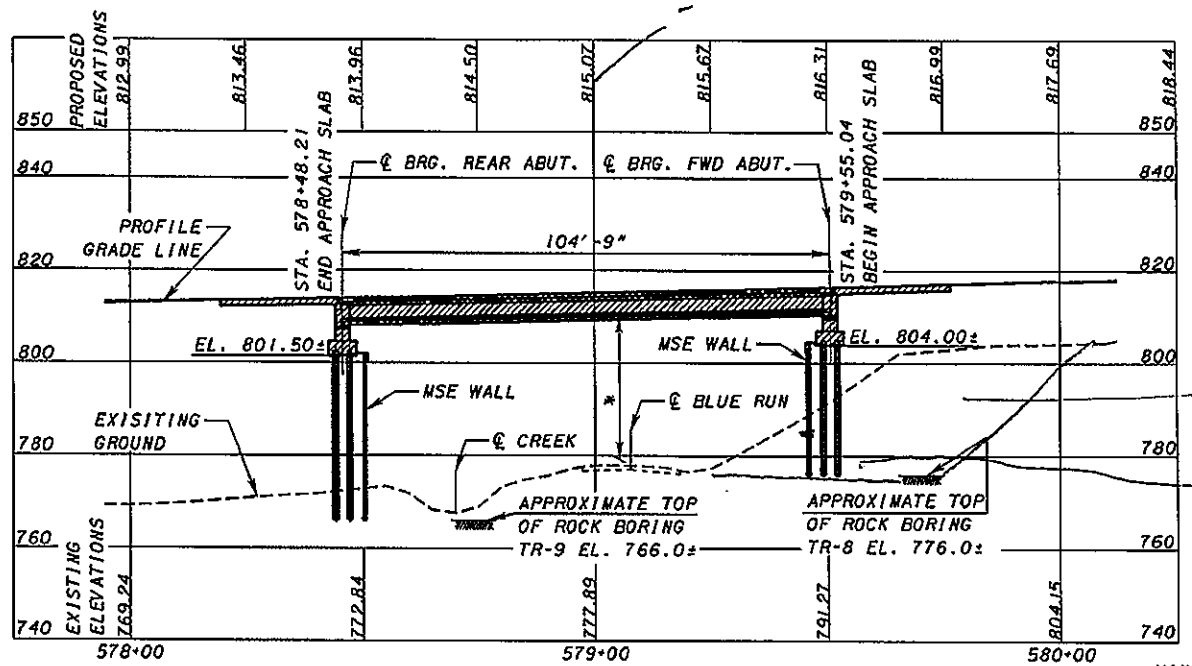 PROPOSED
ELEVATIONS
812.99
813.46
813.96
814.50
815.07
815.67
816.31
816.99
817.69
818.44
850
850
840
840
STA. 578+48.21
END APPROACH SLAB
℄ BRG. REAR ABUT.
℄ BRG. FWD ABUT.
STA. 579+55.04
BEGIN APPROACH SLAB
PROFILE
GRADE LINE
104'-9"
820
820
EL. 801.50±
MSE WALL
EL. 804.00±
800
800
MSE WALL
*
℄ BLUE RUN
EXISITING
GROUND
℄ CREEK
780
780
APPROXIMATE TOP
OF ROCK BORING
TR-9 EL. 766.0±
APPROXIMATE TOP
OF ROCK BORING
TR-8 EL. 776.0±
760
760
EXISTING
ELEVATIONS
769.24
772.84
777.89
791.27
804.15
740
740
578+00
579+00
580+00